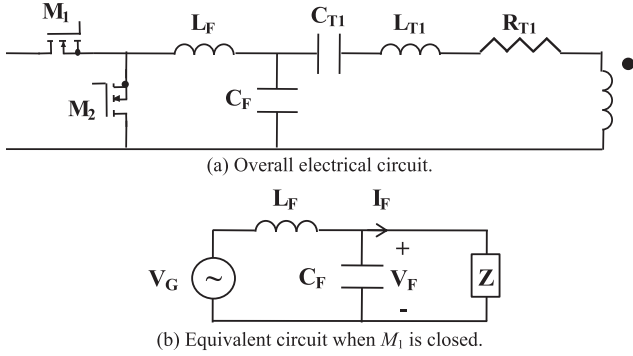 M1 LF CT1 LT1 RT1
M2 CF
(a) Overall electrical circuit.
LF IF
VG ~ CF + VF - Z
(b) Equivalent circuit when M1 is closed.